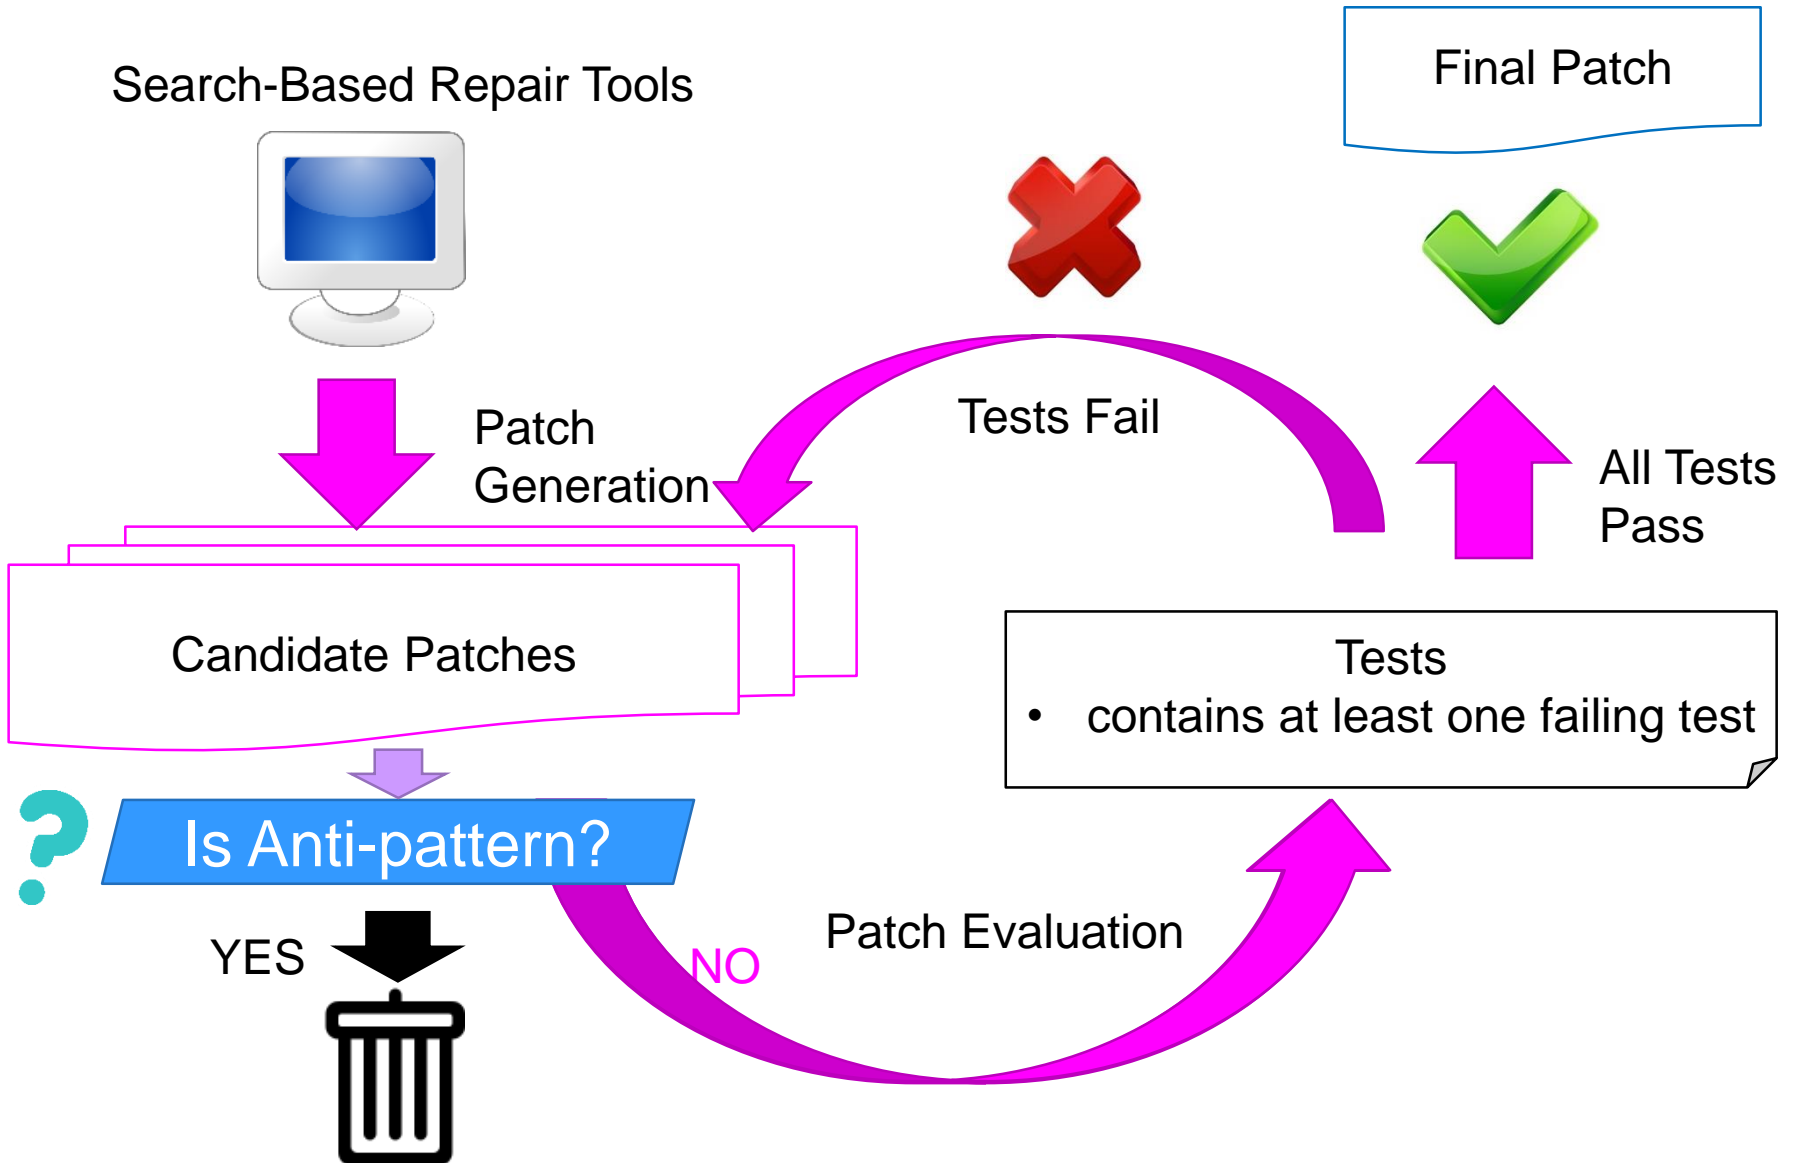 Search-Based Repair Tools
Final Patch
Patch
Generation
Tests Fail
All Tests
Pass
Candidate Patches
Tests
• contains at least one failing test
Is Anti-pattern?
YES
NO
Patch Evaluation